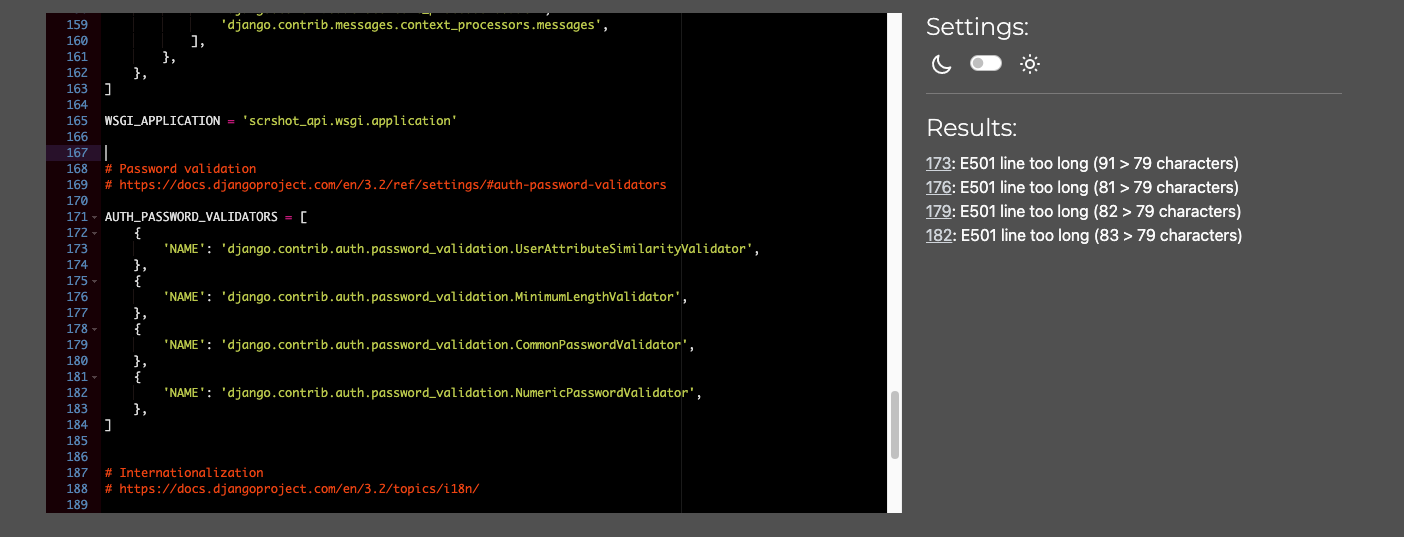 159 'django.contrib.messages.context_processors.messages',
160 ],
161 },
162 },
163 ]
164
165 WSGI_APPLICATION = 'scrshot_api.wsgi.application'
166
167
168 # Password validation
169 # https://docs.djangoproject.com/en/3.2/ref/settings/#auth-password-validators
170
171 AUTH_PASSWORD_VALIDATORS = [
172 {
173 'NAME': 'django.contrib.auth.password_validation.UserAttributeSimilarityValidator',
174 },
175 {
176 'NAME': 'django.contrib.auth.password_validation.MinimumLengthValidator',
177 },
178 {
179 'NAME': 'django.contrib.auth.password_validation.CommonPasswordValidator',
180 },
181 {
182 'NAME': 'django.contrib.auth.password_validation.NumericPasswordValidator',
183 },
184 ]
185
186
187 # Internationalization
188 # https://docs.djangoproject.com/en/3.2/topics/i18n/
189
Settings:
Results:
173: E501 line too long (91 > 79 characters)
176: E501 line too long (81 > 79 characters)
179: E501 line too long (82 > 79 characters)
182: E501 line too long (83 > 79 characters)